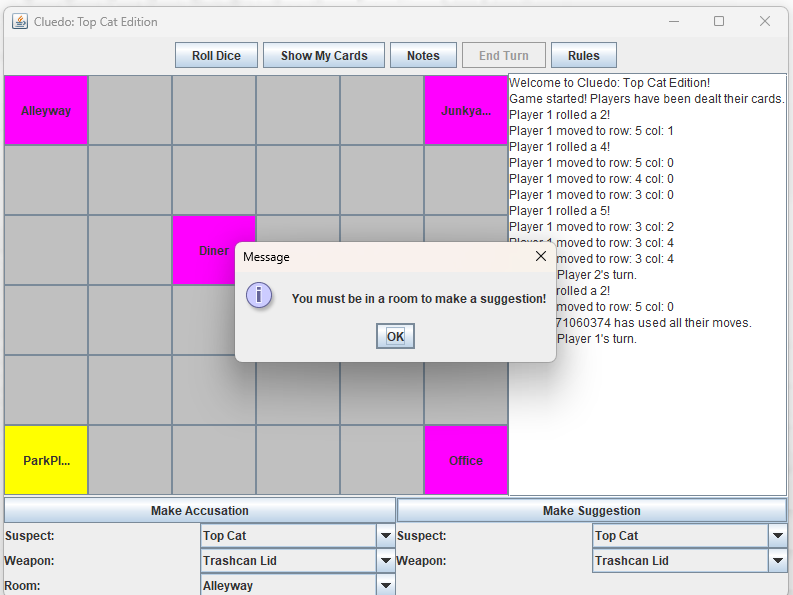 Cluedo: Top Cat Edition
Roll Dice Show My Cards Notes End Turn Rules
Alleyway
Junkya...
Diner
ParkPl...
Office
Welcome to Cluedo: Top Cat Edition!
Game started! Players have been dealt their cards.
Player 1 rolled a 2!
Player 1 moved to row: 5 col: 1
Player 1 rolled a 4!
Player 1 moved to row: 5 col: 0
Player 1 moved to row: 4 col: 0
Player 1 moved to row: 3 col: 0
Player 1 rolled a 5!
Player 1 moved to row: 3 col: 2
Player 1 moved to row: 3 col: 4
moved to row: 3 col: 4
Player 2's turn.
rolled a 2!
moved to row: 5 col: 0
71060374 has used all their moves.
Player 1's turn.
Message
You must be in a room to make a suggestion!
OK
Make Accusation
Suspect: Top Cat
Weapon: Trashcan Lid
Room: Alleyway
Make Suggestion
Suspect: Top Cat
Weapon: Trashcan Lid